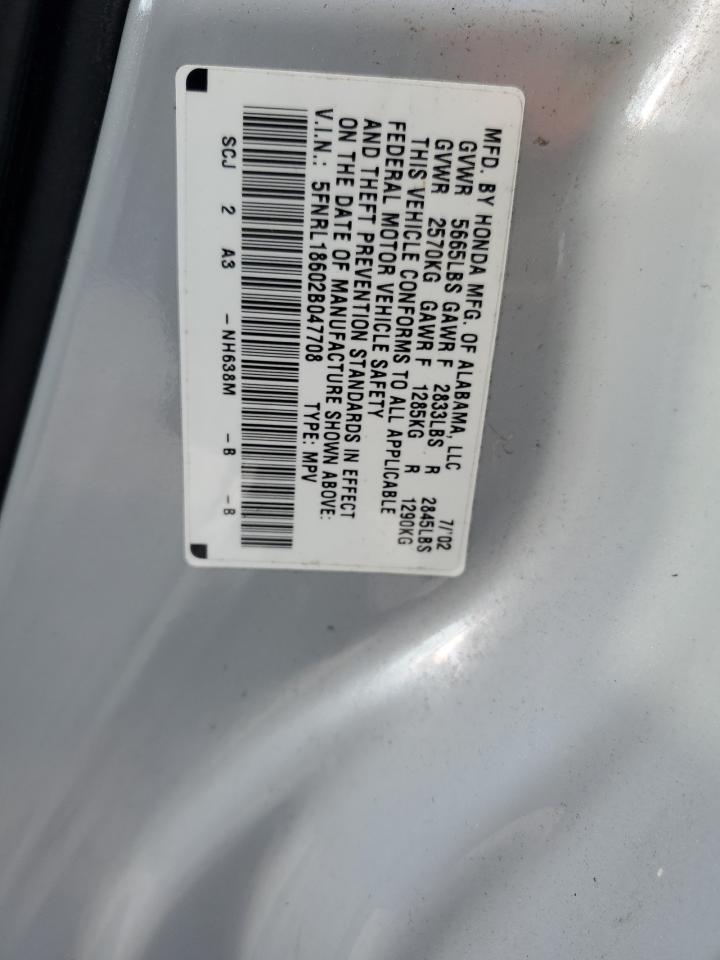 MFD. BY HONDA MFG. OF ALABAMA, LLC 7/'02
GVWR 5665LBS GAWR F 2833LBS R 2845LBS
GVWR 2570KG GAWR F 1285KG R 1290KG
THIS VEHICLE CONFORMS TO ALL APPLICABLE
FEDERAL MOTOR VEHICLE SAFETY
AND THEFT PREVENTION STANDARDS IN EFFECT
ON THE DATE OF MANUFACTURE SHOWN ABOVE:
V.I.N.: 5FNRL18602B047708 TYPE: MPV
SCJ 2 A3 -NH638M -B -B